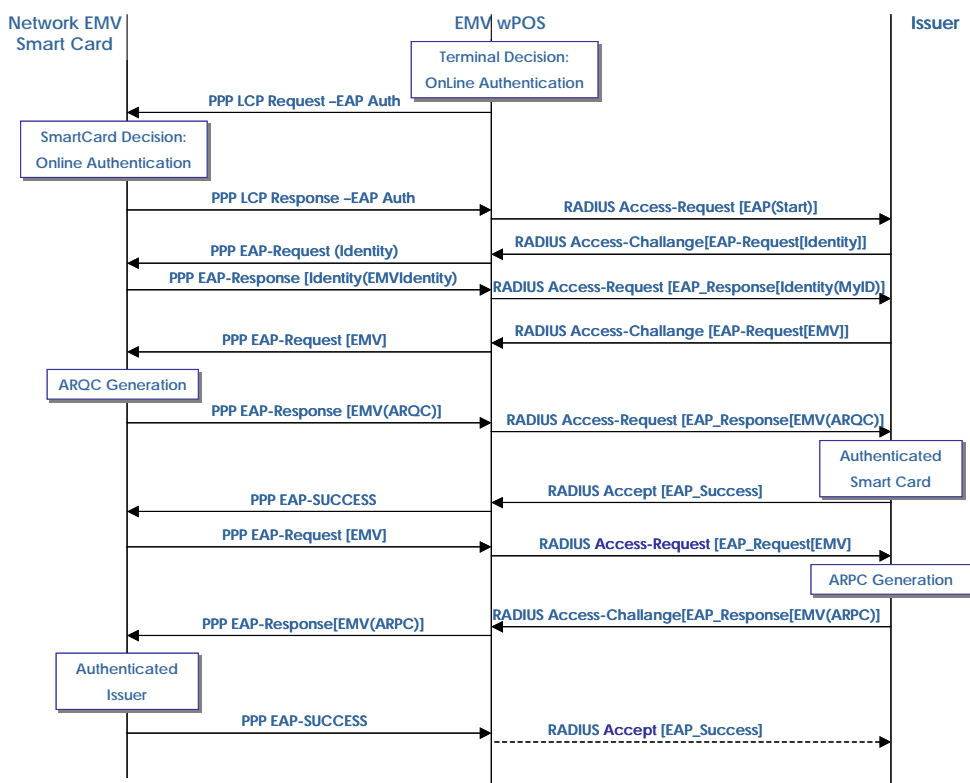 Network EMV
Smart Card
EMV wPOS
Issuer
Terminal Decision:
OnLine Authentication
PPP LCP Request –EAP Auth
SmartCard Decision:
Online Authentication
PPP LCP Response –EAP Auth
RADIUS Access-Request [EAP(Start)]
RADIUS Access-Challange[EAP-Request[Identity]]
PPP EAP-Request (Identity)
PPP EAP-Response [Identity(EMVIdentity)
RADIUS Access-Request [EAP_Response[Identity(MyID)]
RADIUS Access-Challange [EAP-Request[EMV]]
PPP EAP-Request [EMV]
ARQC Generation
PPP EAP-Response [EMV(ARQC)]
RADIUS Access-Request [EAP_Response[EMV(ARQC)]
Authenticated
Smart Card
RADIUS Accept [EAP_Success]
PPP EAP-SUCCESS
PPP EAP-Request [EMV]
RADIUS Access-Request [EAP_Request[EMV]
ARPC Generation
RADIUS Access-Challange[EAP_Response[EMV(ARPC)]
PPP EAP-Response[EMV(ARPC)]
Authenticated
Issuer
PPP EAP-SUCCESS
RADIUS Accept [EAP_Success]